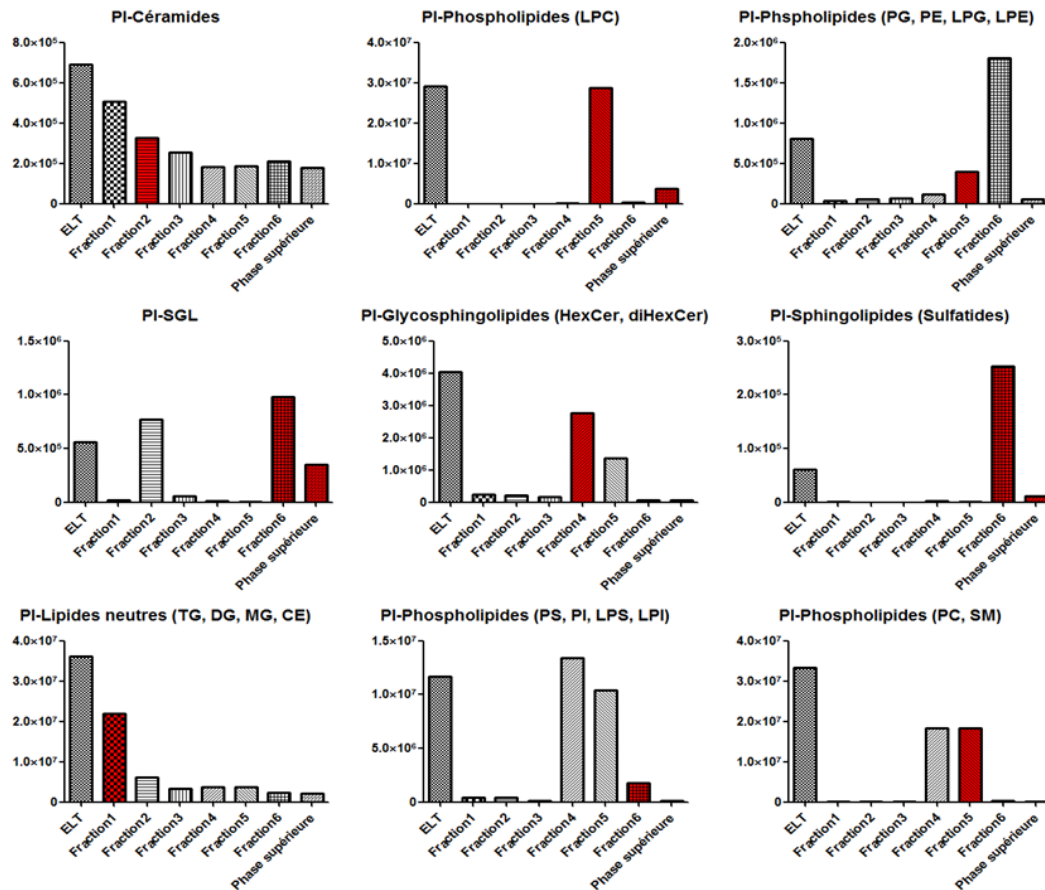 PI-Céramides
8.0×10⁵
6.0×10⁵
4.0×10⁵
2.0×10⁵
0
ELT
Fraction1
Fraction2
Fraction3
Fraction4
Fraction5
Fraction6
Phase supérieure
PI-Phospholipides (LPC)
4.0×10⁷
3.0×10⁷
2.0×10⁷
1.0×10⁷
0
ELT
Fraction1
Fraction2
Fraction3
Fraction4
Fraction5
Fraction6
Phase supérieure
PI-Phspholipides (PG, PE, LPG, LPE)
2.0×10⁶
1.5×10⁶
1.0×10⁶
5.0×10⁵
0
ELT
Fraction1
Fraction2
Fraction3
Fraction4
Fraction5
Fraction6
Phase supérieure
PI-SGL
1.5×10⁶
1.0×10⁶
5.0×10⁵
0
ELT
Fraction1
Fraction2
Fraction3
Fraction4
Fraction5
Fraction6
Phase supérieure
PI-Glycosphingolipides (HexCer, diHexCer)
5.0×10⁶
4.0×10⁶
3.0×10⁶
2.0×10⁶
1.0×10⁶
0
ELT
Fraction1
Fraction2
Fraction3
Fraction4
Fraction5
Fraction6
Phase supérieure
PI-Sphingolipides (Sulfatides)
3.0×10⁵
2.0×10⁵
1.0×10⁵
0
ELT
Fraction1
Fraction2
Fraction3
Fraction4
Fraction5
Fraction6
Phase supérieure
PI-Lipides neutres (TG, DG, MG, CE)
4.0×10⁷
3.0×10⁷
2.0×10⁷
1.0×10⁷
0
ELT
Fraction1
Fraction2
Fraction3
Fraction4
Fraction5
Fraction6
Phase supérieure
PI-Phospholipides (PS, PI, LPS, LPI)
1.5×10⁷
1.0×10⁷
5.0×10⁶
0
ELT
Fraction1
Fraction2
Fraction3
Fraction4
Fraction5
Fraction6
Phase supérieure
PI-Phospholipides (PC, SM)
4.0×10⁷
3.0×10⁷
2.0×10⁷
1.0×10⁷
0
ELT
Fraction1
Fraction2
Fraction3
Fraction4
Fraction5
Fraction6
Phase supérieure